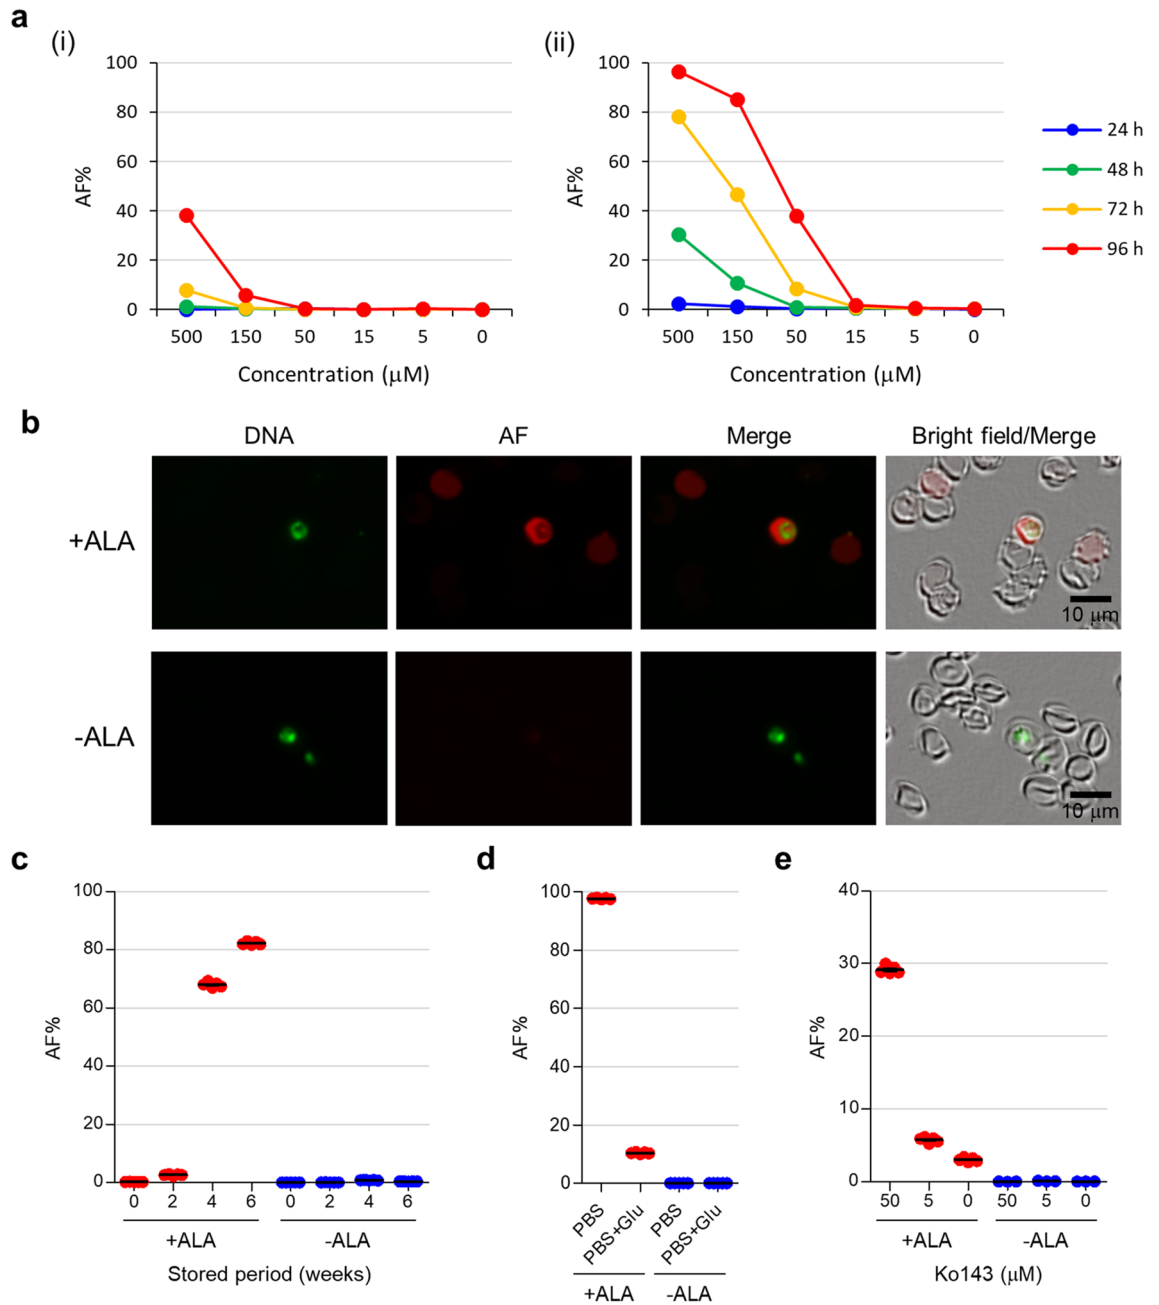 a
(i)
(ii)
100
80
60
40
20
0
AF%
500 150 50 15 5 0
Concentration (μM)
100
80
60
40
20
0
AF%
500 150 50 15 5 0
Concentration (μM)
24 h
48 h
72 h
96 h
b
DNA AF Merge Bright field/Merge
+ALA
10 μm
-ALA
10 μm
c
100
80
60
40
20
0
AF%
0 2 4 6 0 2 4 6
+ALA -ALA
Stored period (weeks)
d
100
80
60
40
20
0
AF%
PBS PBS+Glu PBS PBS+Glu
+ALA -ALA
e
40
30
20
10
0
AF%
50 5 0 50 5 0
+ALA -ALA
Ko143 (μM)